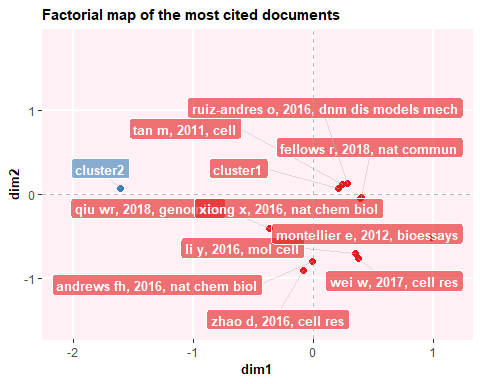 Factorial map of the most cited documents
ruiz-andres o, 2016, dnm dis models mech
tan m, 2011, cell
fellows r, 2018, nat commun
cluster2
cluster1
qiu wr, 2018, genom
xiong x, 2016, nat chem biol
montellier e, 2012, bioessays
li y, 2016, mol cell
andrews fh, 2016, nat chem biol
wei w, 2017, cell res
zhao d, 2016, cell res
dim2
1
0
-1
-2
-1
0
1
dim1